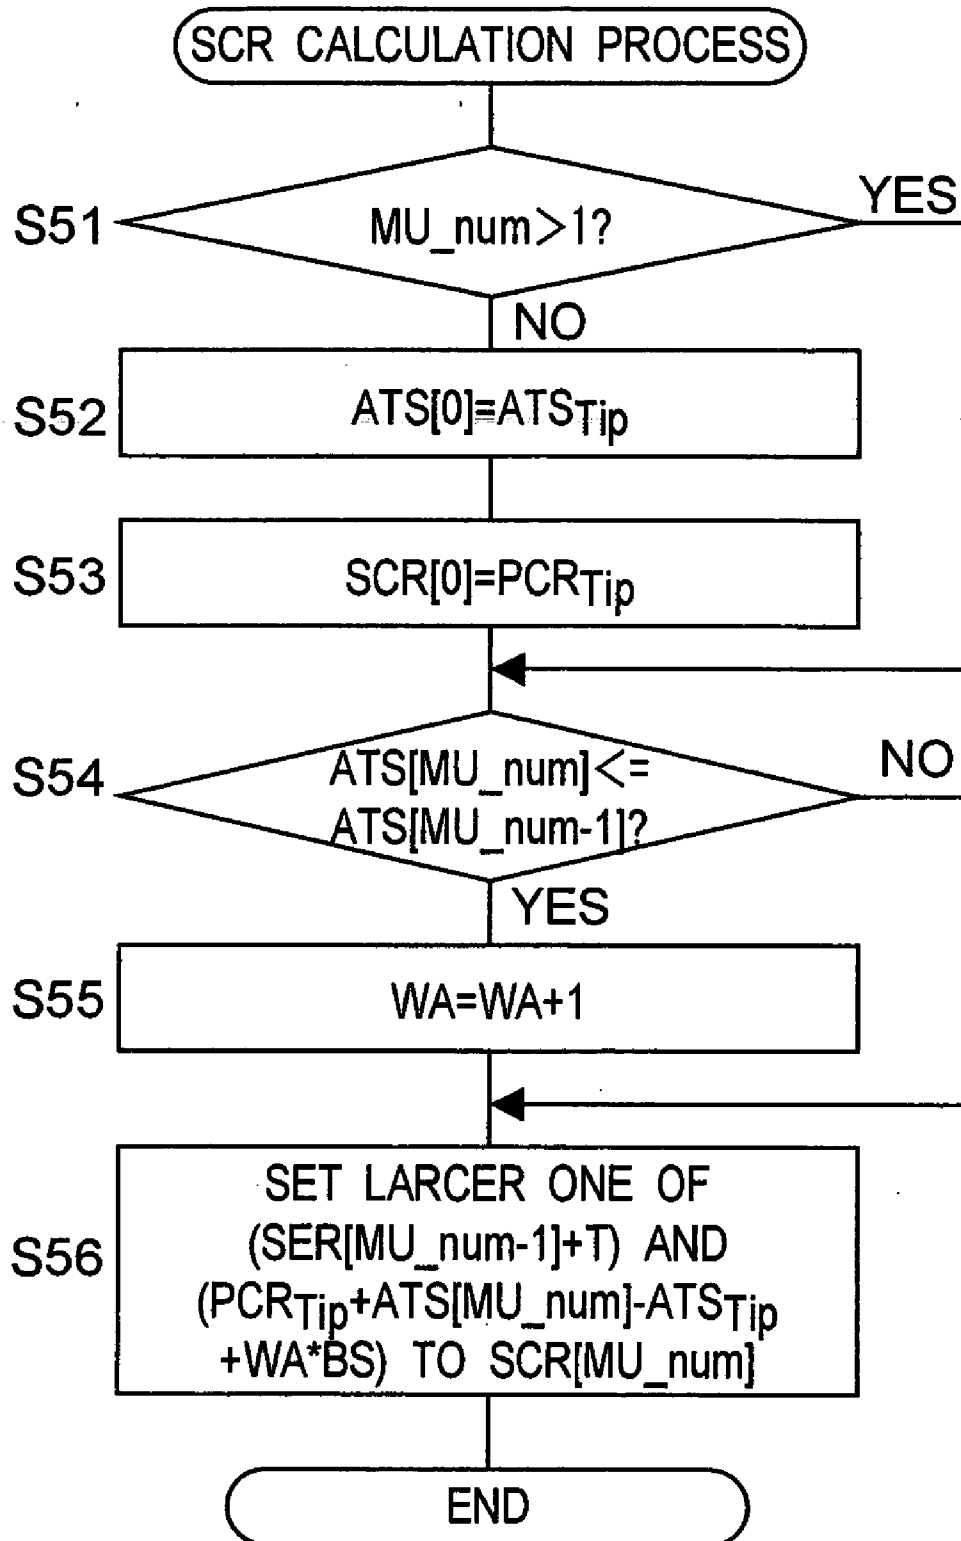 SCR CALCULATION PROCESS
S51
MU_num>1?
YES
NO
S52
ATS[0]=ATSTip
S53
SCR[0]=PCRTip
S54
ATS[MU_num]<=
ATS[MU_num-1]?
NO
YES
S55
WA=WA+1
S56
SET LARCER ONE OF
(SER[MU_num-1]+T) AND
(PCRTip+ATS[MU_num]-ATSTip
+WA*BS) TO SCR[MU_num]
END